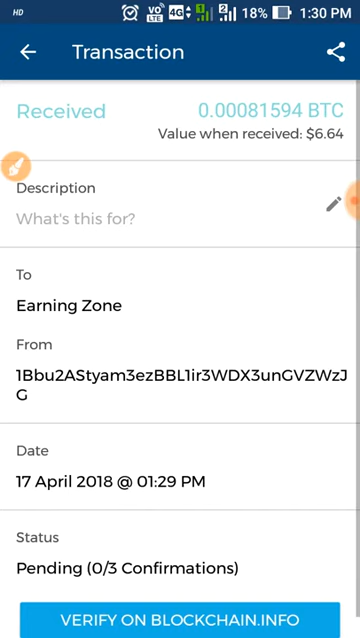 HD VO LTE 4G 1 2 18% 1:30 PM
Transaction
Received 0.00081594 BTC
Value when received: $6.64
Description
What's this for?
To
Earning Zone
From
1Bbu2AStyam3ezBBL1ir3WDX3unGVZWzJ
G
Date
17 April 2018 @ 01:29 PM
Status
Pending (0/3 Confirmations)
VERIFY ON BLOCKCHAIN.INFO